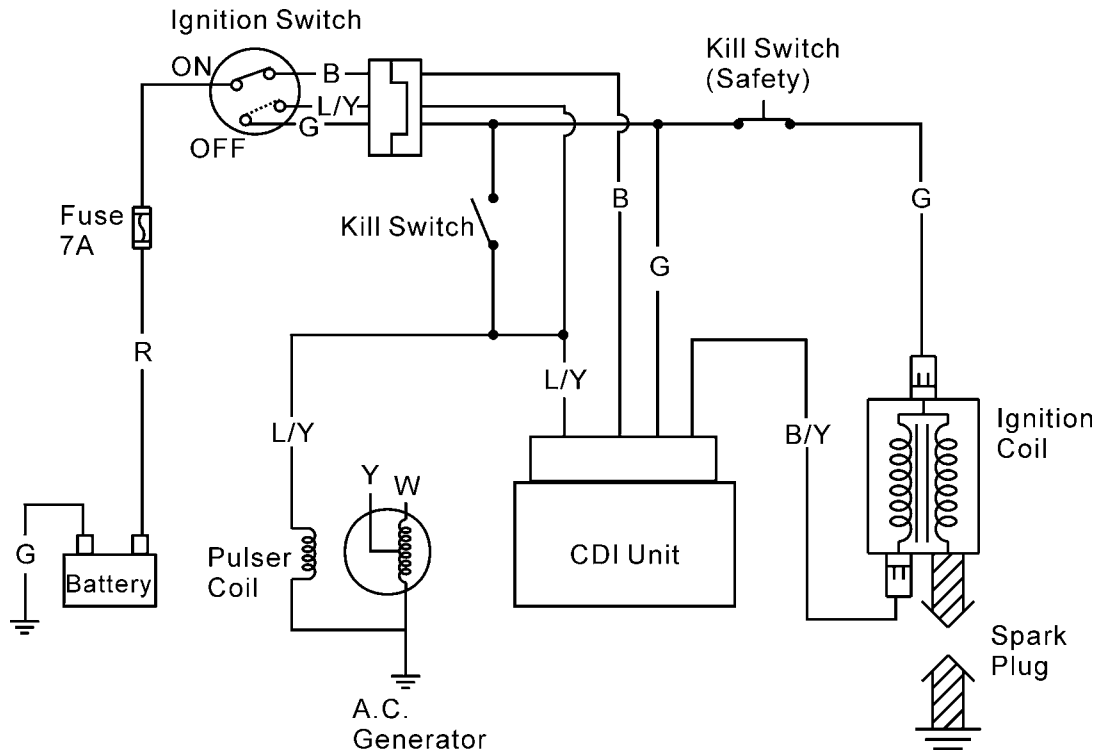 Ignition Switch
ON
B
L/Y
G
OFF
Kill Switch
(Safety)
Fuse
7A
Kill Switch
B
G
G
R
L/Y
L/Y
B/Y
Ignition
Coil
Y
W
G
Battery
Pulser
Coil
CDI Unit
Spark
Plug
A.C.
Generator